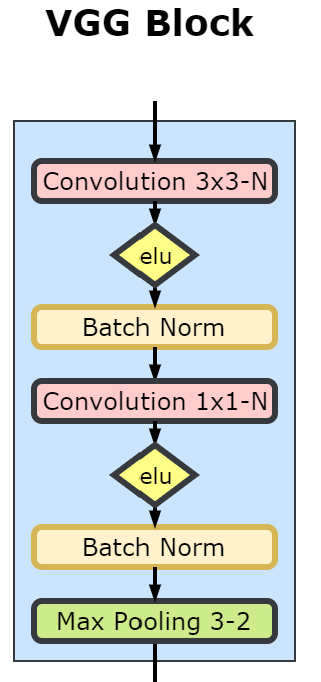 VGG Block
Convolution 3x3-N
elu
Batch Norm
Convolution 1x1-N
elu
Batch Norm
Max Pooling 3-2